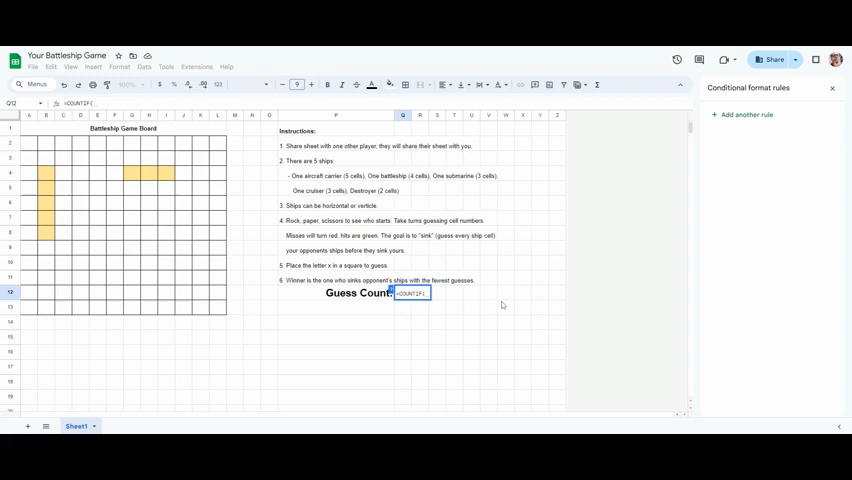 Your Battleship Game
File Edit View Insert Format Data Tools Extensions Help
Share
Menus
100%
$ % .0 .00 123
9
B I S A
Conditional format rules
Add another rule
Q12
=COUNTIF(
A B C D E F G H I J K L M N O P Q R S T U V W X Y Z
1 Battleship Game Board Instructions:
2 1. Share sheet with one other player, they will share their sheet with you.
3 2. There are 5 ships:
4 - One aircraft carrier (5 cells), One battleship (4 cells), One submarine (3 cells),
5 One cruiser (3 cells), Destroyer (2 cells)
6 3. Ships can be horizontal or verticle.
7 4. Rock, paper, scissors to see who starts. Take turns guessing cell numbers.
8 Misses will turn red, hits are green. The goal is to "sink" (guess every ship cell)
9 your opponents ships before they sink yours.
10 5. Place the letter x in a square to guess.
11 6. Winner is the one who sinks opponent's ships with the fewest guesses.
12 Guess Count: =COUNTIF(
13
14
15
16
17
18
19
Sheet1